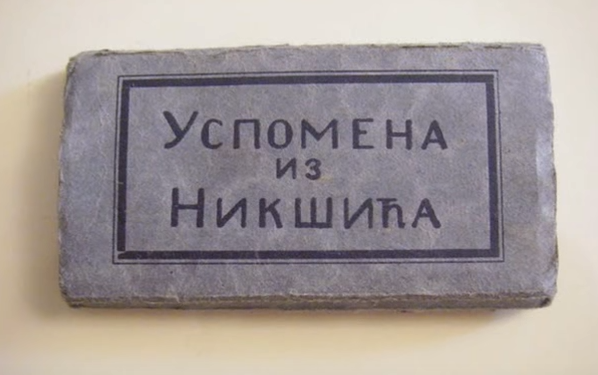 Успомена
из
Никшића